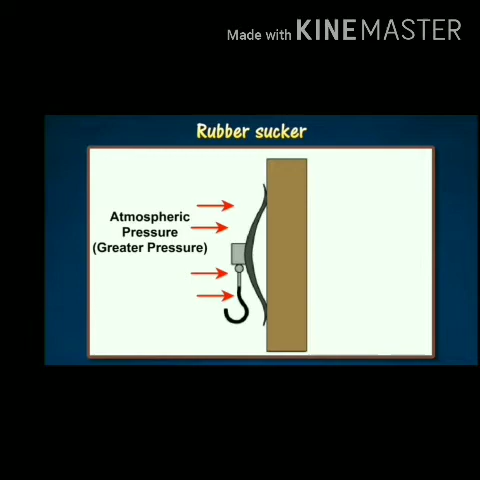 Made with KINEMASTER
Rubber sucker
Atmospheric
Pressure
(Greater Pressure)